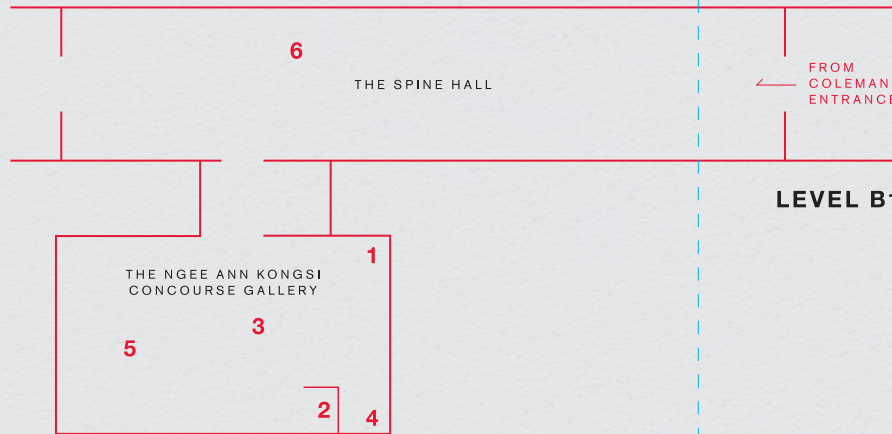 6
THE SPINE HALL
FROM
COLEMAN
ENTRANCE
LEVEL B1
1
THE NGEE ANN KONGSI
CONCOURSE GALLERY
3
5
2
4